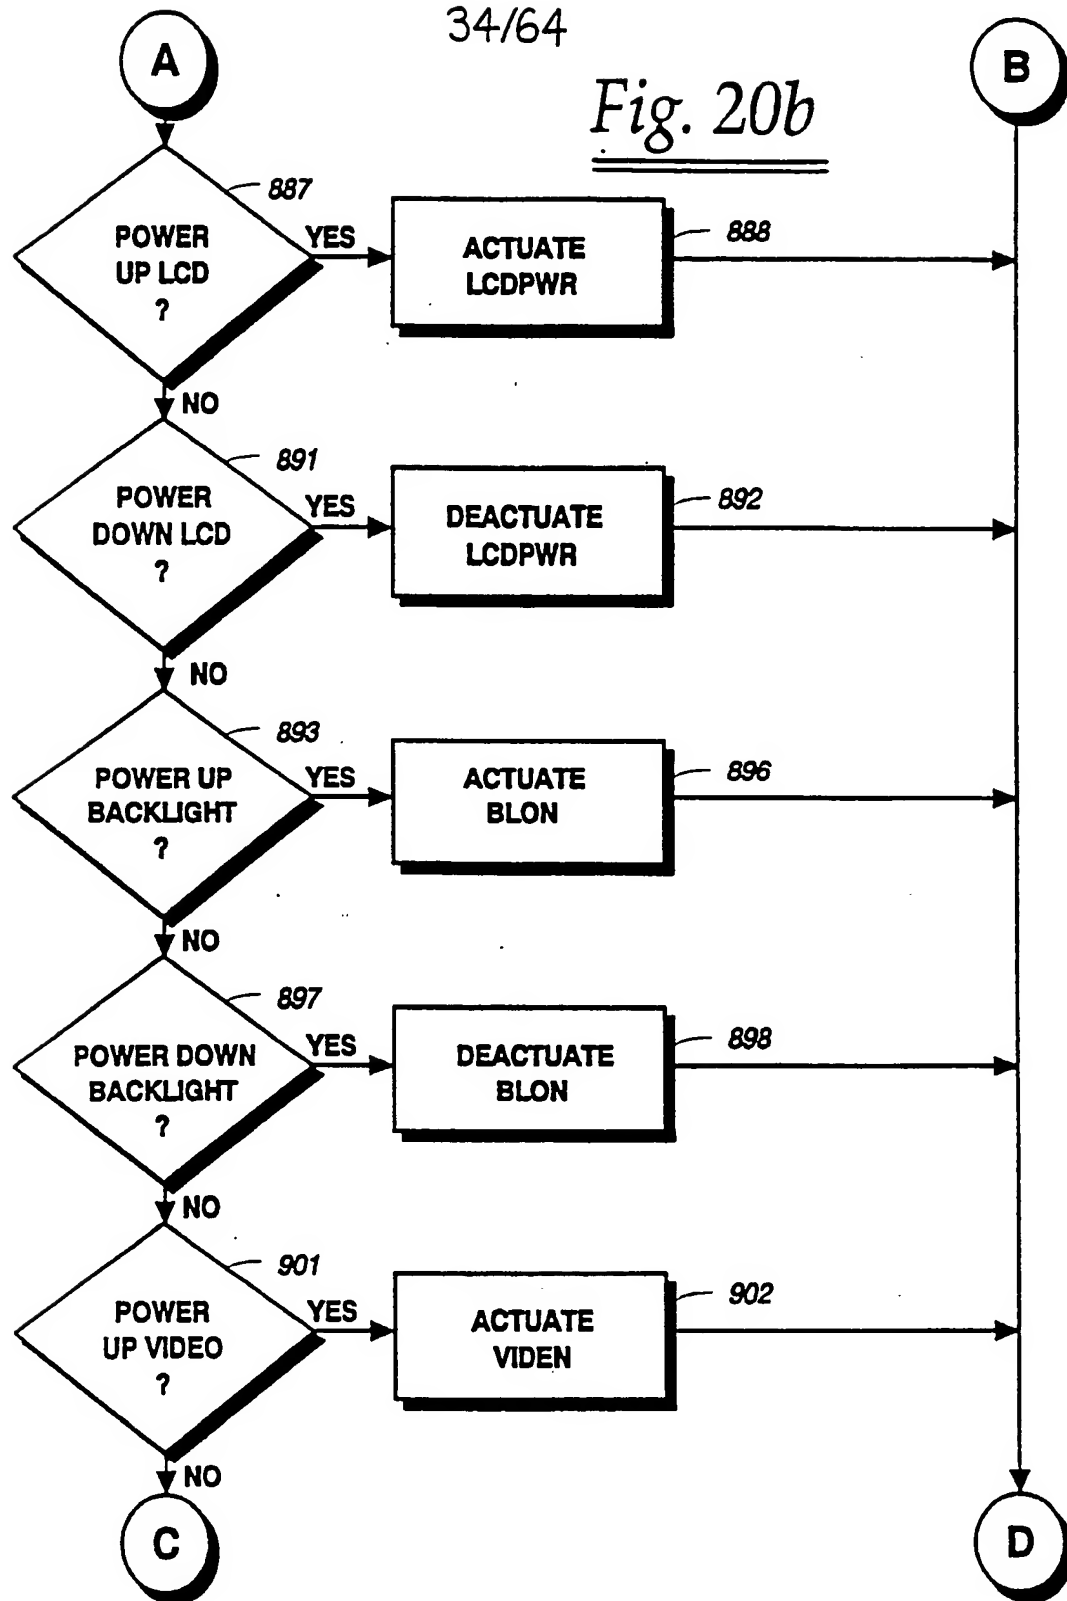 34/64
A
B
Fig. 20b
887
POWER
UP LCD
?
YES
ACTUATE
LCDPWR
888
NO
891
POWER
DOWN LCD
?
YES
DEACTUATE
LCDPWR
892
NO
893
POWER UP
BACKLIGHT
?
YES
ACTUATE
BLON
896
NO
897
POWER DOWN
BACKLIGHT
?
YES
DEACTUATE
BLON
898
NO
901
POWER
UP VIDEO
?
YES
ACTUATE
VIDEN
902
NO
C
D